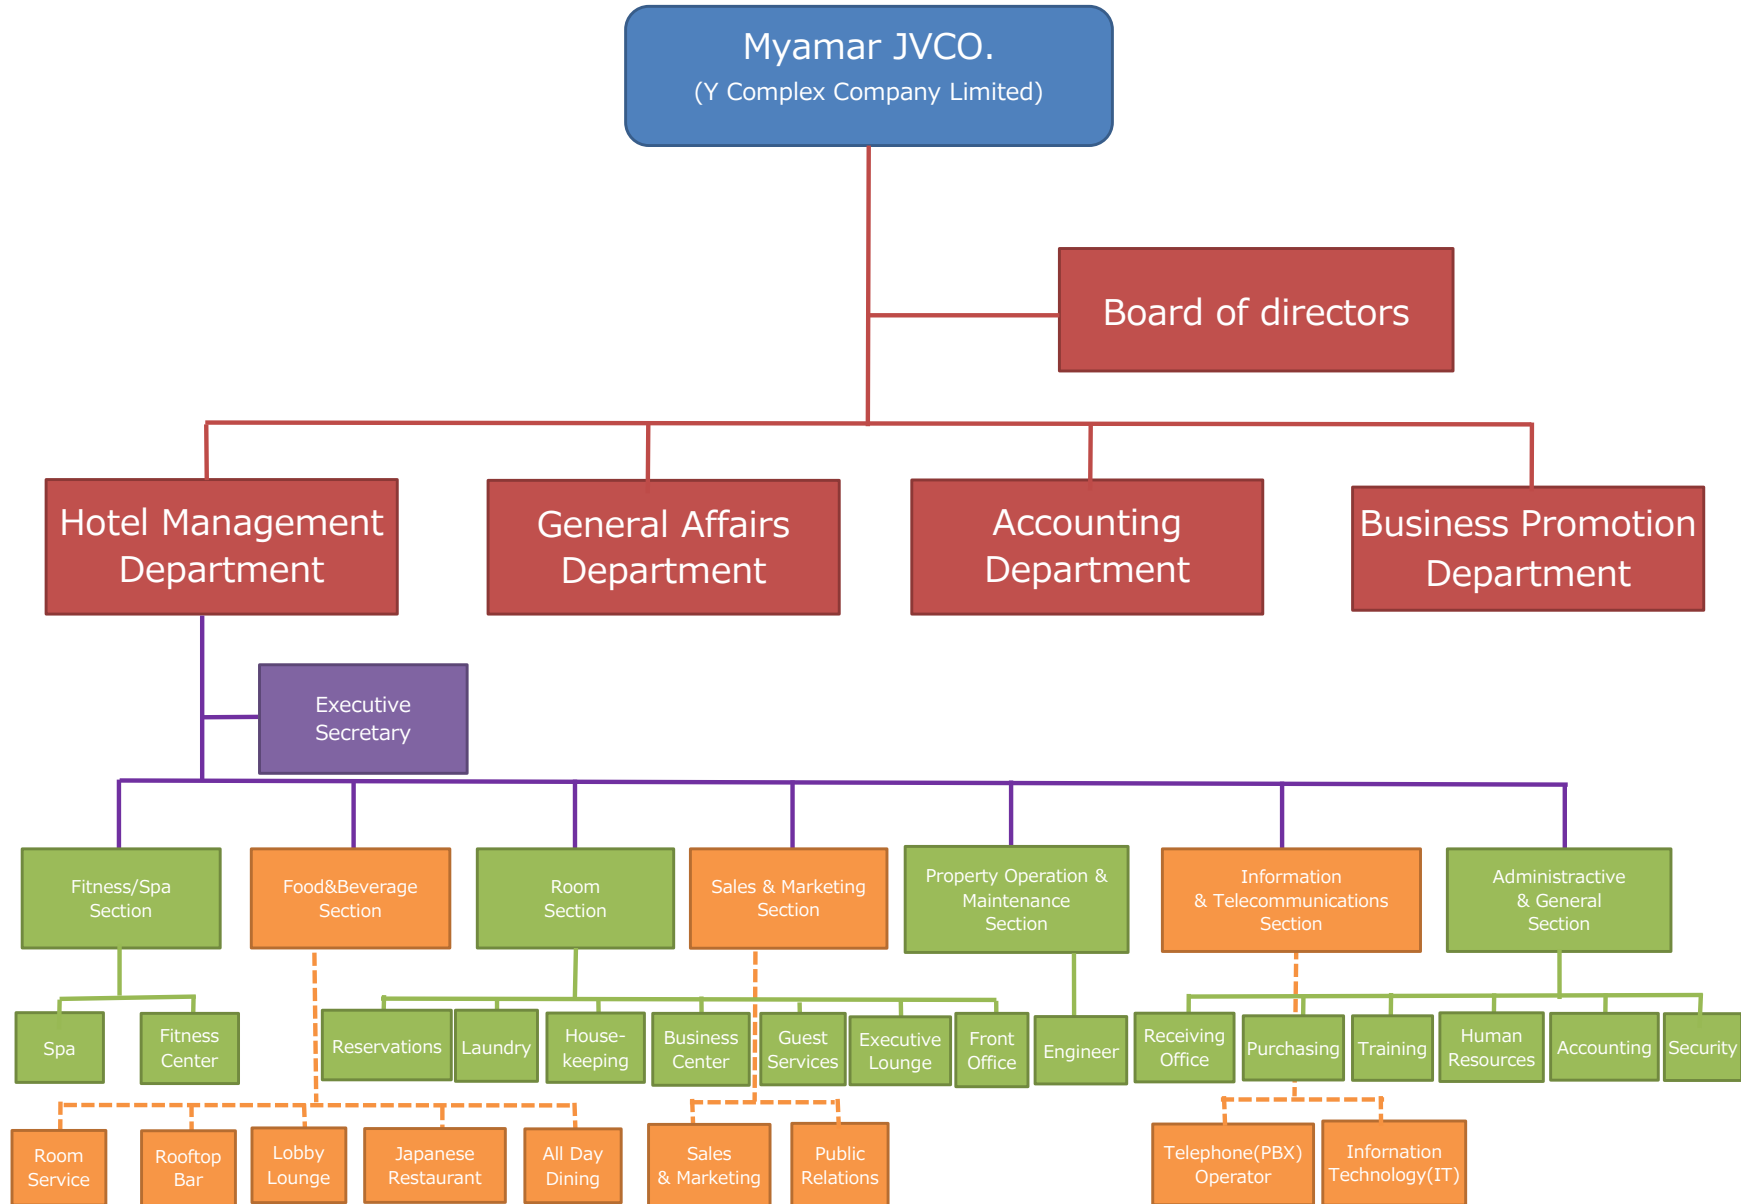 Myamar JVCO.
(Y Complex Company Limited)
Board of directors
Hotel Management
Department
General Affairs
Department
Accounting
Department
Business Promotion
Department
Executive
Secretary
Fitness/Spa
Section
Food&Beverage
Section
Room
Section
Sales & Marketing
Section
Property Operation &
Maintenance
Section
Information
& Telecommunications
Section
Administractive
& General
Section
Spa
Fitness
Center
Reservations
Laundry
House-
keeping
Business
Center
Guest
Services
Executive
Lounge
Front
Office
Engineer
Receiving
Office
Purchasing
Training
Human
Resources
Accounting
Security
Room
Service
Rooftop
Bar
Lobby
Lounge
Japanese
Restaurant
All Day
Dining
Sales
& Marketing
Public
Relations
Telephone(PBX)
Operator
Infornation
Technology(IT)